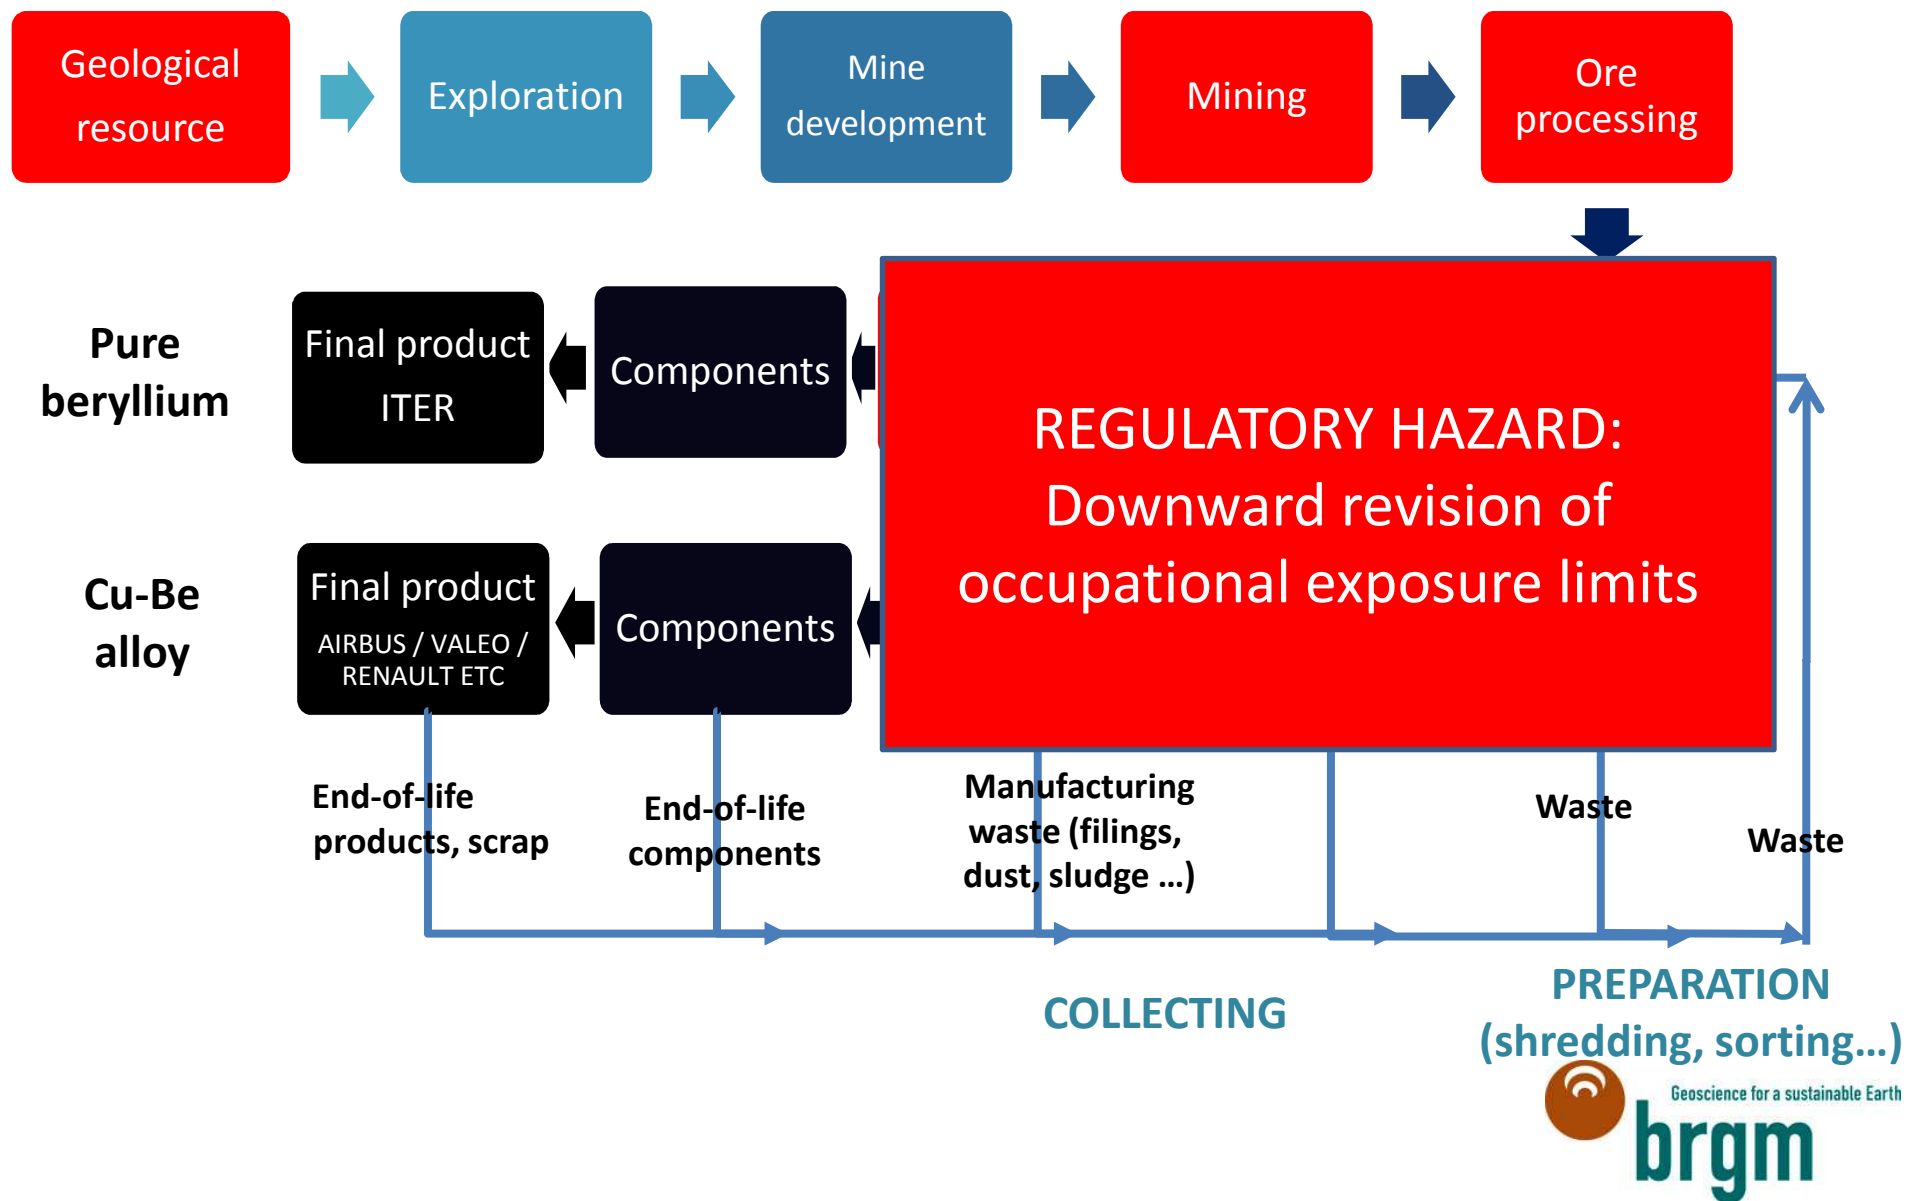 Geological
resource
Exploration
Mine
development
Mining
Ore
processing
Pure
beryllium
Final product
ITER
Components
REGULATORY HAZARD:
Downward revision of
occupational exposure limits
Cu-Be
alloy
Final product
AIRBUS / VALEO /
RENAULT ETC
Components
End-of-life
products, scrap
End-of-life
components
Manufacturing
waste (filings,
dust, sludge ...)
Waste
Waste
COLLECTING
PREPARATION
(shredding, sorting...)
Geoscience for a sustainable Earth
brgm